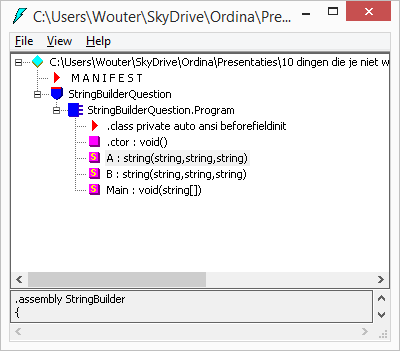 C:\Users\Wouter\SkyDrive\Ordina\Pre...
File View Help
C:\Users\Wouter\SkyDrive\Ordina\Presentaties\10 dingen die je niet w
M A N I F E S T
StringBuilderQuestion
StringBuilderQuestion.Program
.class private auto ansi beforefieldinit
.ctor : void()
A : string(string,string,string)
B : string(string,string,string)
Main : void(string[])
.assembly StringBuilder
{